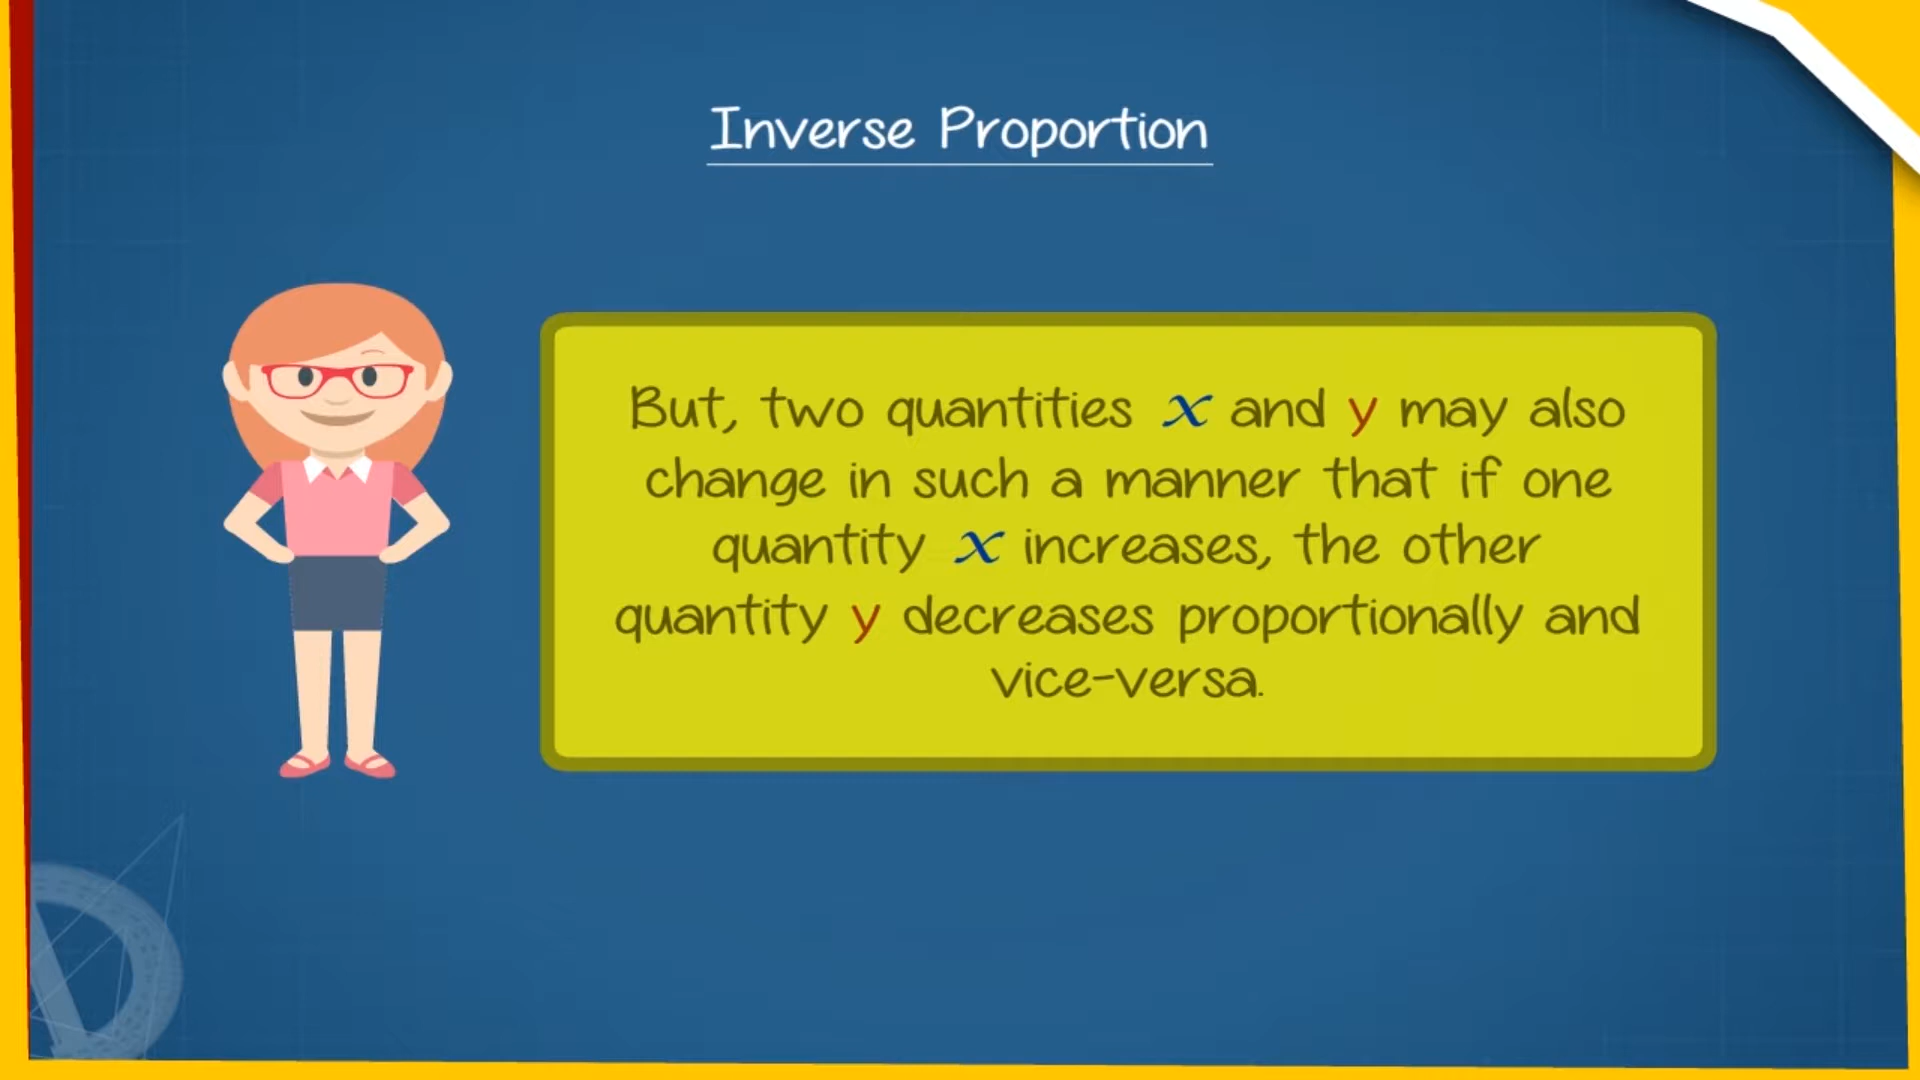 Inverse Proportion
But, two quantities x and y may also
change in such a manner that if one
quantity x increases, the other
quantity y decreases proportionally and
vice-versa.